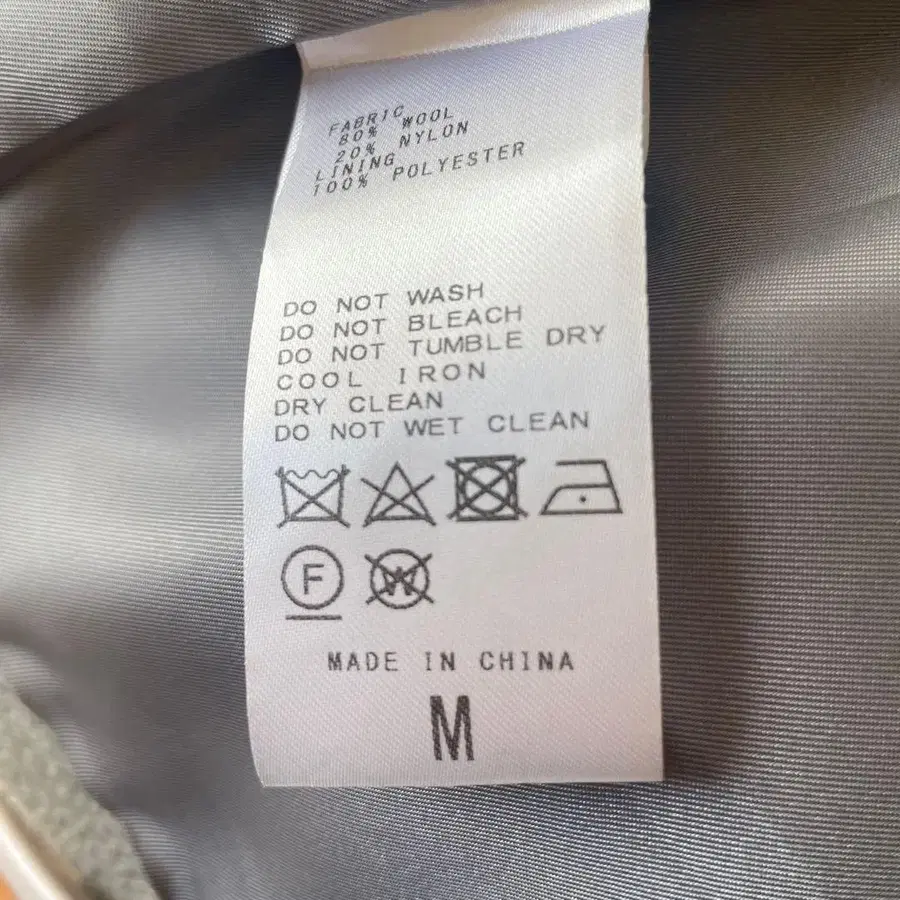 FABRIC
80% WOOL
20% NYLON
LINING
100% POLYESTER
DO NOT WASH
DO NOT BLEACH
DO NOT TUMBLE DRY
COOL IRON
DRY CLEAN
DO NOT WET CLEAN
F W
MADE IN CHINA
M